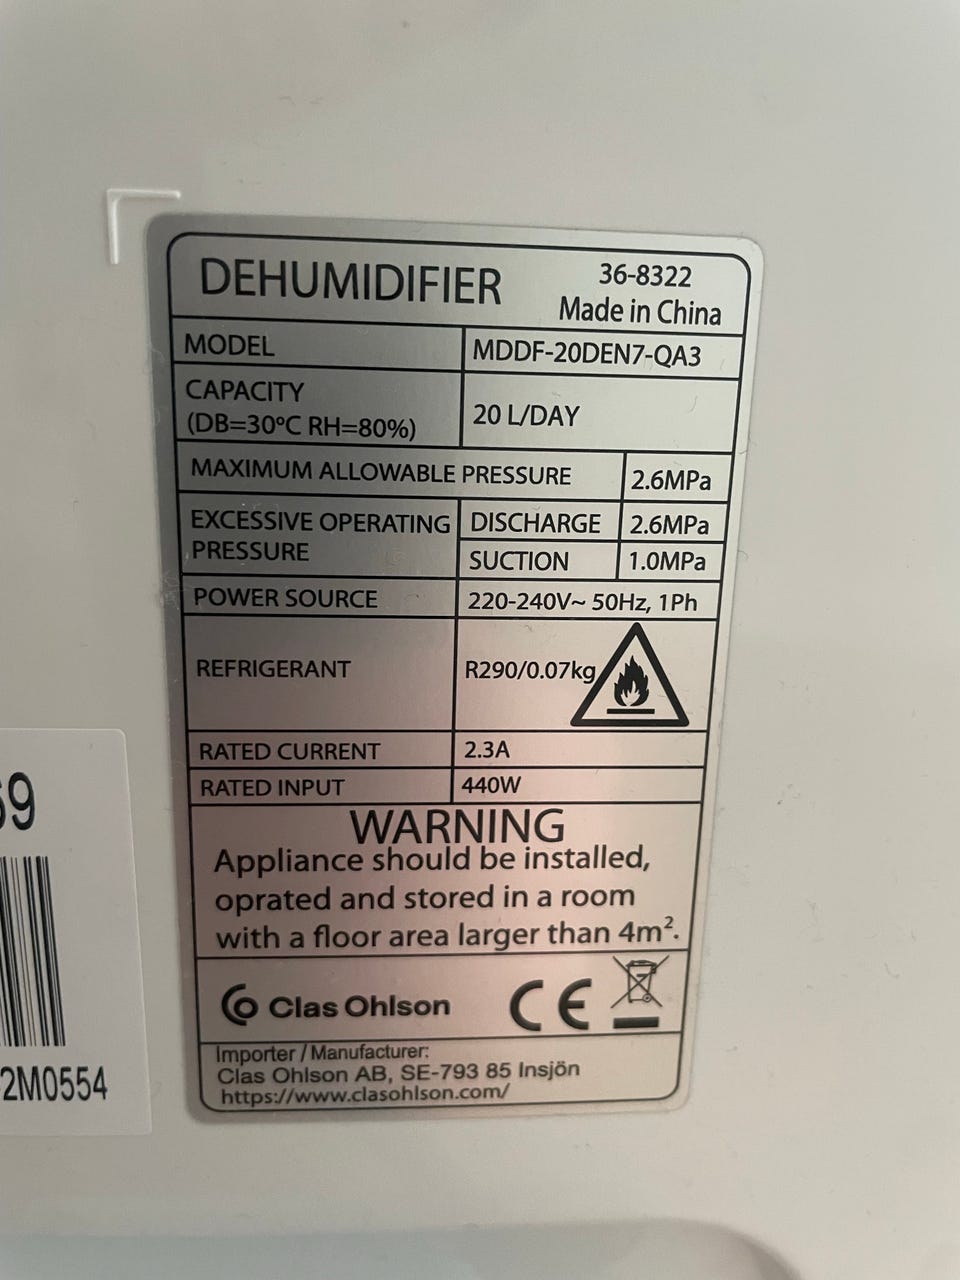 DEHUMIDIFIER
36-8322
Made in China
MODEL
MDDF-20DEN7-QA3
CAPACITY
(DB=30ºC RH=80%)
20 L/DAY
MAXIMUM ALLOWABLE PRESSURE
2.6MPa
EXCESSIVE OPERATING
PRESSURE
DISCHARGE
2.6MPa
SUCTION
1.0MPa
POWER SOURCE
220-240V~ 50Hz, 1Ph
REFRIGERANT
R290/0.07kg
RATED CURRENT
2.3A
RATED INPUT
440W
WARNING
Appliance should be installed,
oprated and stored in a room
with a floor area larger than 4m².
Clas Ohlson
CE
Importer / Manufacturer:
Clas Ohlson AB, SE-793 85 Insjön
https://www.clasohlson.com/
69
2M0554